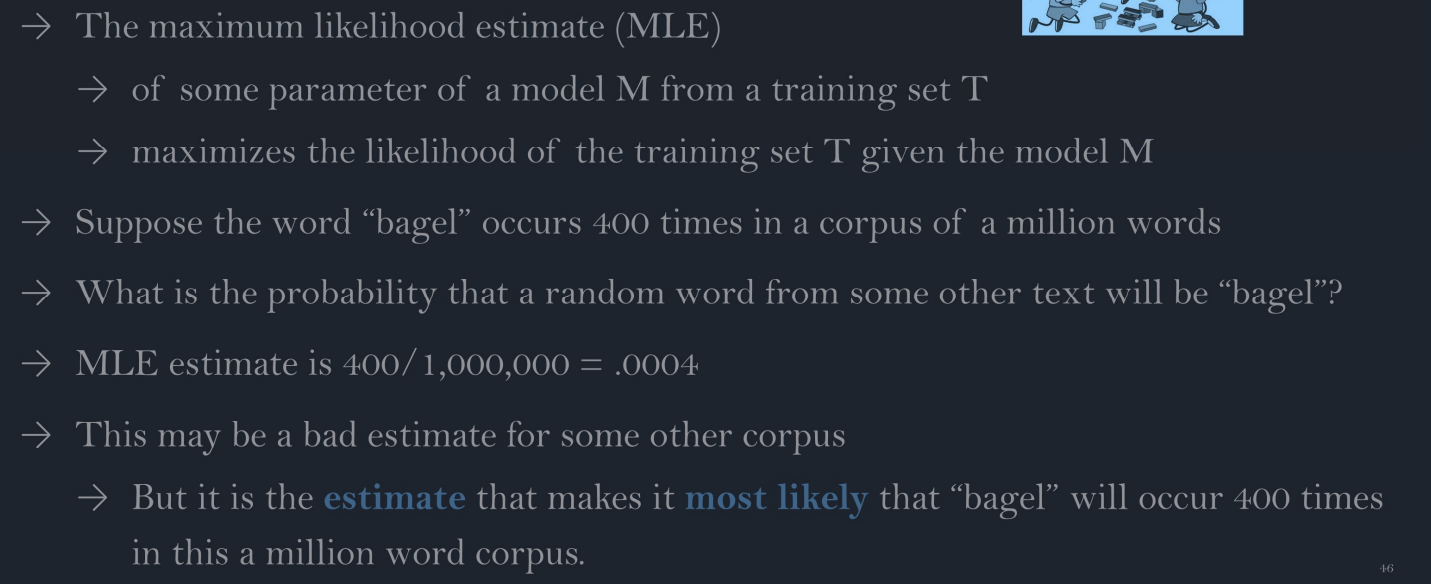 → The maximum likelihood estimate (MLE)
→ of some parameter of a model M from a training set T
→ maximizes the likelihood of the training set T given the model M
→ Suppose the word “bagel” occurs 400 times in a corpus of a million words
→ What is the probability that a random word from some other text will be “bagel”?
→ MLE estimate is 400/1,000,000 = .0004
→ This may be a bad estimate for some other corpus
→ But it is the estimate that makes it most likely that “bagel” will occur 400 times
in this a million word corpus.
46